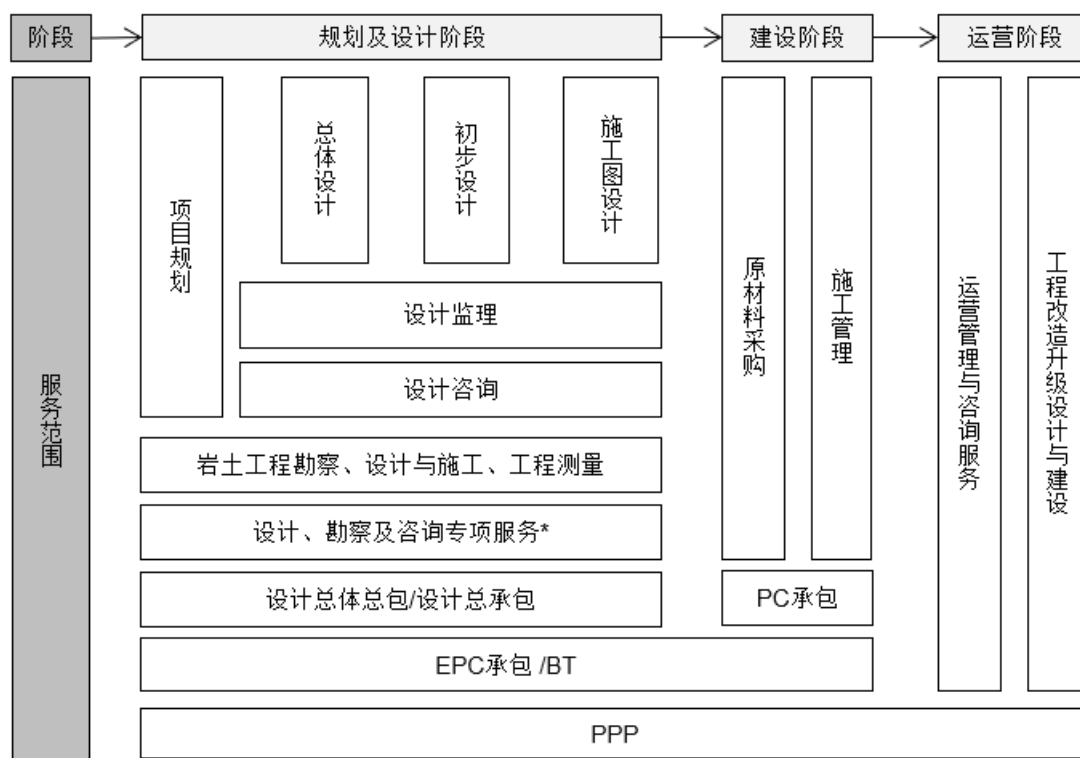 阶段
规划及设计阶段
建设阶段
运营阶段
服务范围
项目规划
总体设计
初步设计
施工图设计
设计监理
设计咨询
岩土工程勘察、设计与施工、工程测量
设计、勘察及咨询专项服务*
设计总体总包/设计总承包
原材料采购
施工管理
PC承包
运营管理与咨询服务
工程改造升级设计与建设
EPC承包 /BT
PPP